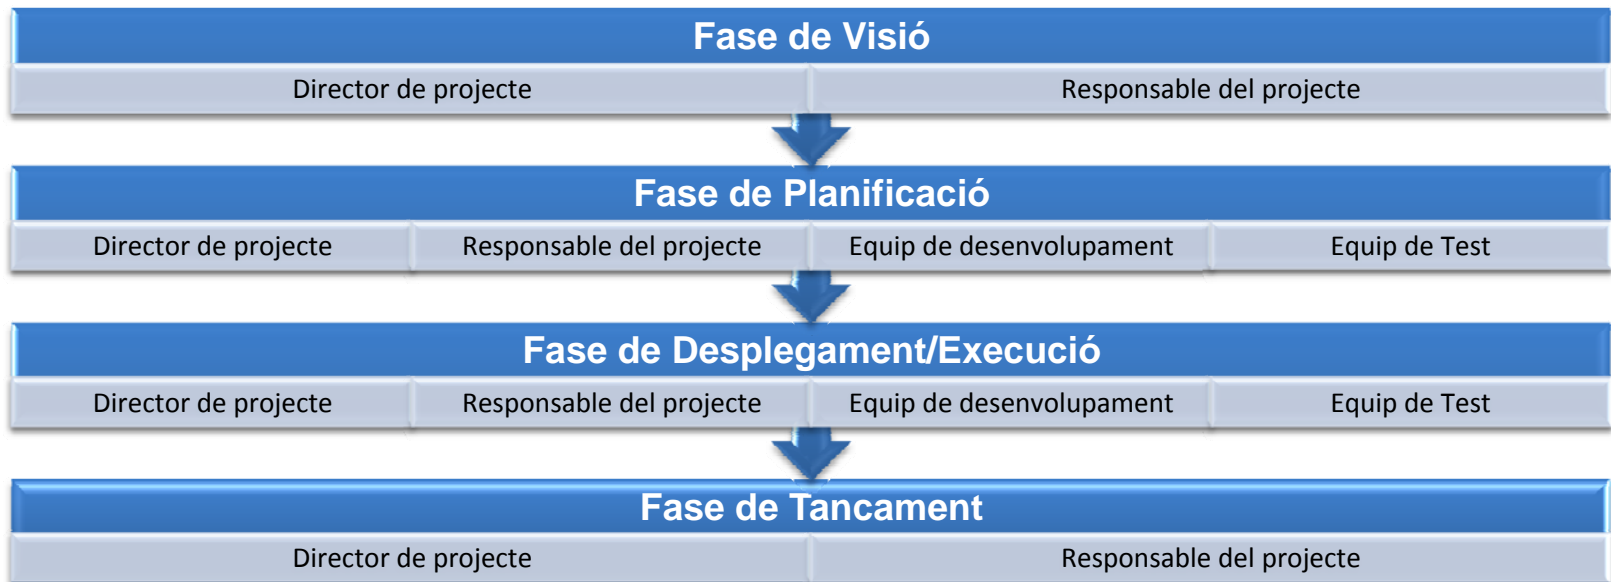 Fase de Visió
Director de projecte Responsable del projecte
Fase de Planificació
Director de projecte Responsable del projecte Equip de desenvolupament Equip de Test
Fase de Desplegament/Execució
Director de projecte Responsable del projecte Equip de desenvolupament Equip de Test
Fase de Tancament
Director de projecte Responsable del projecte